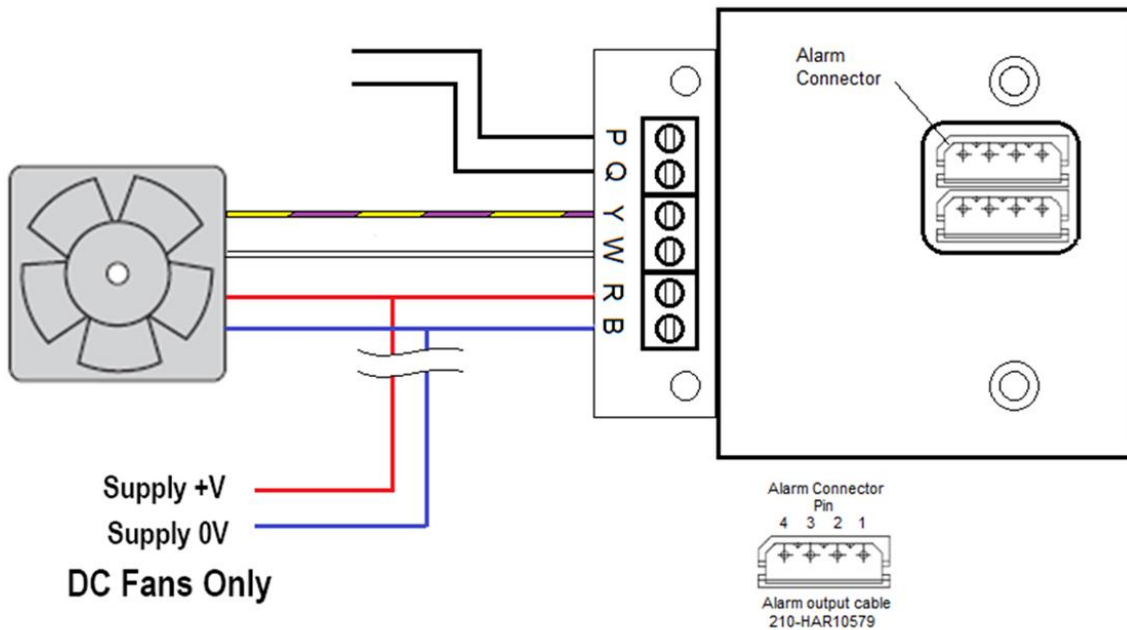 Alarm
Connector
P
Q
Y
W
R
B
Supply +V
Supply 0V
DC Fans Only
Alarm Connector
Pin
4 3 2 1
Alarm output cable
210-HAR10579